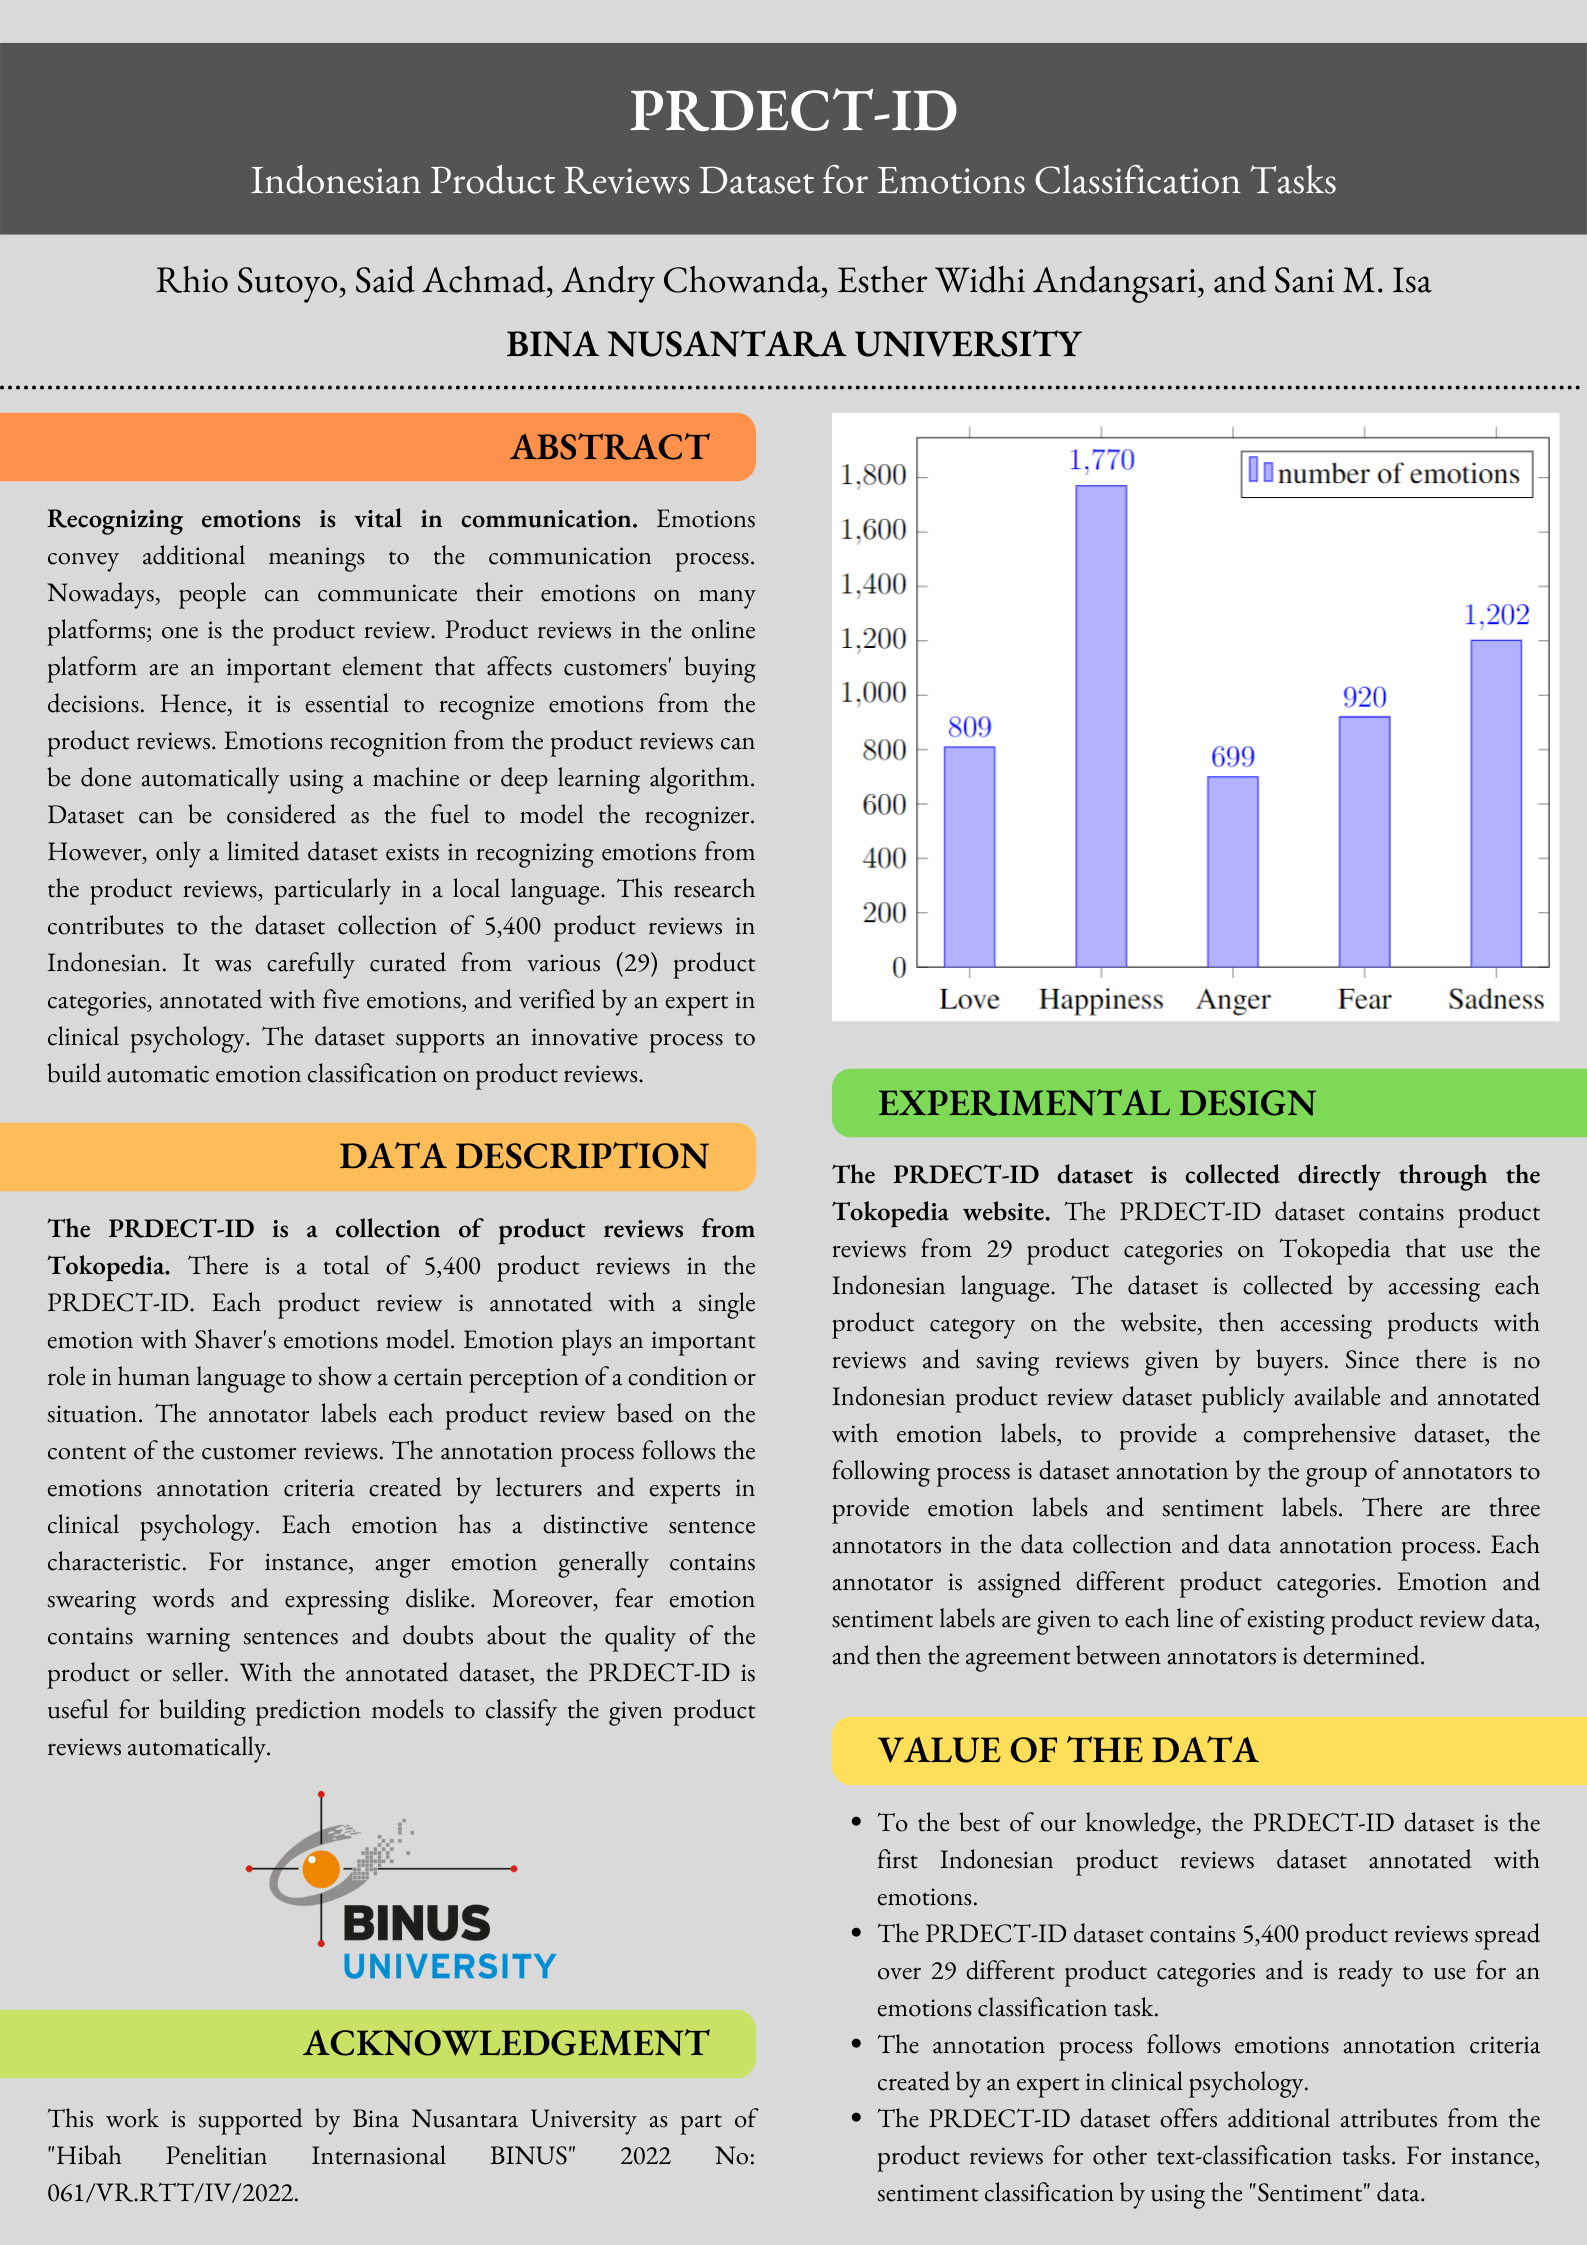 PRDECT-ID
Indonesian Product Reviews Dataset for Emotions Classification Tasks
Rhio Sutoyo, Said Achmad, Andry Chowanda, Esther Widhi Andangsari, and Sani M. Isa
BINA NUSANTARA UNIVERSITY
ABSTRACT
Recognizing emotions is vital in communication. Emotions
convey additional meanings to the communication process.
Nowadays, people can communicate their emotions on many
platforms; one is the product review. Product reviews in the online
platform are an important element that affects customers' buying
decisions. Hence, it is essential to recognize emotions from the
product reviews. Emotions recognition from the product reviews can
be done automatically using a machine or deep learning algorithm.
Dataset can be considered as the fuel to model the recognizer.
However, only a limited dataset exists in recognizing emotions from
the product reviews, particularly in a local language. This research
contributes to the dataset collection of 5,400 product reviews in
Indonesian. It was carefully curated from various (29) product
categories, annotated with five emotions, and verified by an expert in
clinical psychology. The dataset supports an innovative process to
build automatic emotion classification on product reviews.
DATA DESCRIPTION
The PRDECT-ID is a collection of product reviews from
Tokopedia. There is a total of 5,400 product reviews in the
PRDECT-ID. Each product review is annotated with a single
emotion with Shaver's emotions model. Emotion plays an important
role in human language to show a certain perception of a condition or
situation. The annotator labels each product review based on the
content of the customer reviews. The annotation process follows the
emotions annotation criteria created by lecturers and experts in
clinical psychology. Each emotion has a distinctive sentence
characteristic. For instance, anger emotion generally contains
swearing words and expressing dislike. Moreover, fear emotion
contains warning sentences and doubts about the quality of the
product or seller. With the annotated dataset, the PRDECT-ID is
useful for building prediction models to classify the given product
reviews automatically.
BINUS
UNIVERSITY
ACKNOWLEDGEMENT
This work is supported by Bina Nusantara University as part of
"Hibah Penelitian Internasional BINUS" 2022 No:
061/VR.RTT/IV/2022.
number of emotions
1,800
1,600
1,400
1,200
1,000
800
600
400
200
0
809
1,770
699
920
1,202
Love Happiness Anger Fear Sadness
EXPERIMENTAL DESIGN
The PRDECT-ID dataset is collected directly through the
Tokopedia website. The PRDECT-ID dataset contains product
reviews from 29 product categories on Tokopedia that use the
Indonesian language. The dataset is collected by accessing each
product category on the website, then accessing products with
reviews and saving reviews given by buyers. Since there is no
Indonesian product review dataset publicly available and annotated
with emotion labels, to provide a comprehensive dataset, the
following process is dataset annotation by the group of annotators to
provide emotion labels and sentiment labels. There are three
annotators in the data collection and data annotation process. Each
annotator is assigned different product categories. Emotion and
sentiment labels are given to each line of existing product review data,
and then the agreement between annotators is determined.
VALUE OF THE DATA
• To the best of our knowledge, the PRDECT-ID dataset is the
first Indonesian product reviews dataset annotated with
emotions.
• The PRDECT-ID dataset contains 5,400 product reviews spread
over 29 different product categories and is ready to use for an
emotions classification task.
• The annotation process follows emotions annotation criteria
created by an expert in clinical psychology.
• The PRDECT-ID dataset offers additional attributes from the
product reviews for other text-classification tasks. For instance,
sentiment classification by using the "Sentiment" data.